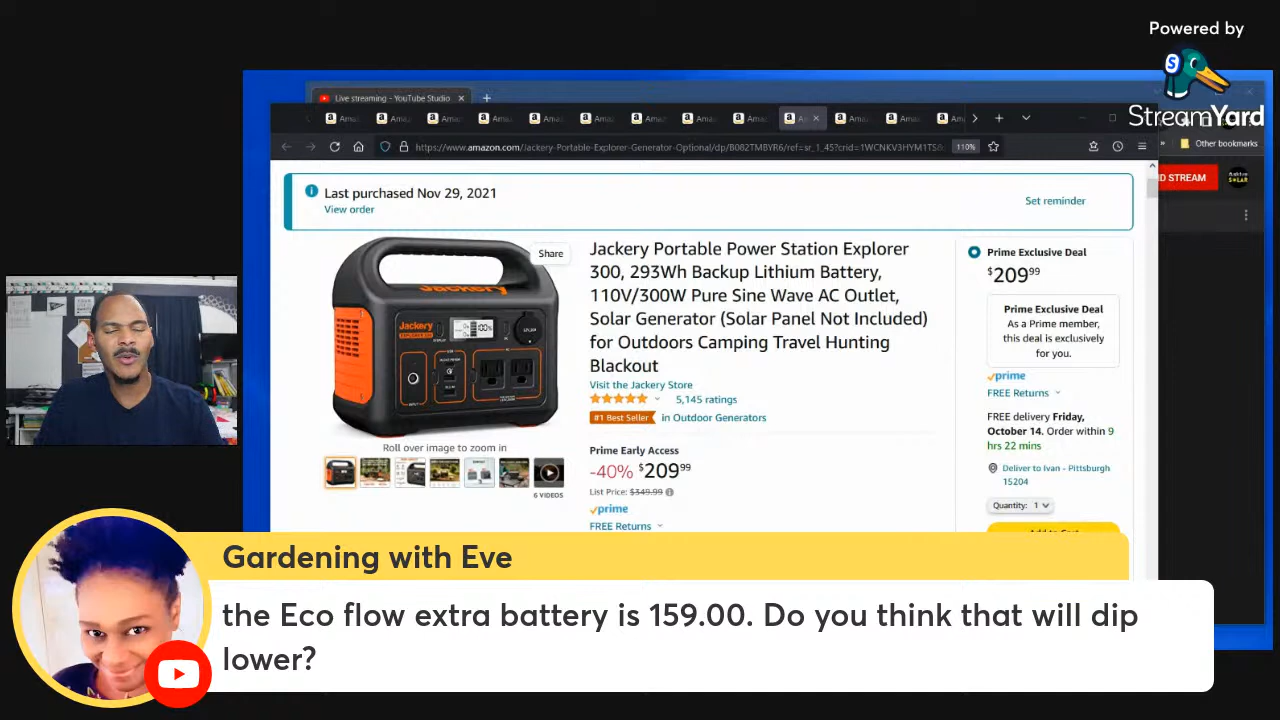 Powered by
StreamYard
Live streaming - YouTube Studio
https://www.amazon.com/Jackery-Portable-Explorer-Generator-Optional/dp/B082TMBYR6/ref=sr_1_45?crid=1WCNKV3HYM1TS&
110%
Other bookmarks
Last purchased Nov 29, 2021
View order
Set reminder
STREAM
Share
Jackery Portable Power Station Explorer
300, 293Wh Backup Lithium Battery,
110V/300W Pure Sine Wave AC Outlet,
Solar Generator (Solar Panel Not Included)
for Outdoors Camping Travel Hunting
Blackout
Visit the Jackery Store
5,145 ratings
#1 Best Seller in Outdoor Generators
Jackery
100%
Roll over image to zoom in
6 VIDEOS
Prime Early Access
-40% $20999
List Price: $349.99
prime
FREE Returns
Prime Exclusive Deal
$20999
Prime Exclusive Deal
As a Prime member,
this deal is exclusively
for you.
prime
FREE Returns
FREE delivery Friday,
October 14. Order within 9
hrs 22 mins
Deliver to Ivan - Pittsburgh
15204
Quantity: 1
Gardening with Eve
the Eco flow extra battery is 159.00. Do you think that will dip
lower?